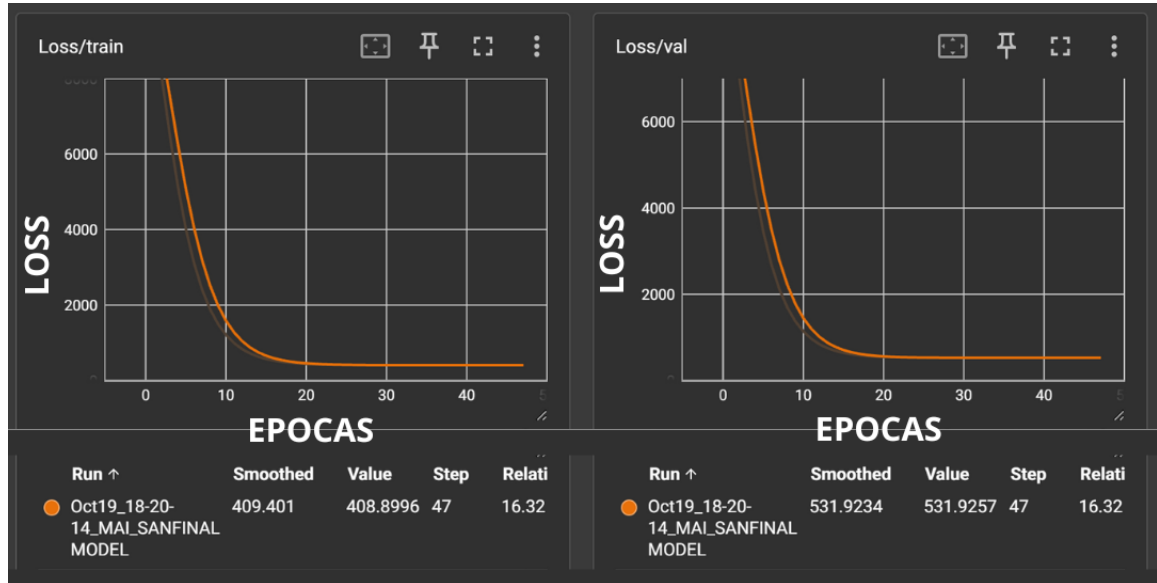 Loss/train
6000
4000
2000
0 10 20 30 40
LOSS
EPOCAS
Run ↑ Smoothed Value Step Relati
Oct19_18-20- 409.401 408.8996 47 16.32
14_MAI_SANFINAL
MODEL
Loss/val
6000
4000
2000
0 10 20 30 40
LOSS
EPOCAS
Run ↑ Smoothed Value Step Relati
Oct19_18-20- 531.9234 531.9257 47 16.32
14_MAI_SANFINAL
MODEL